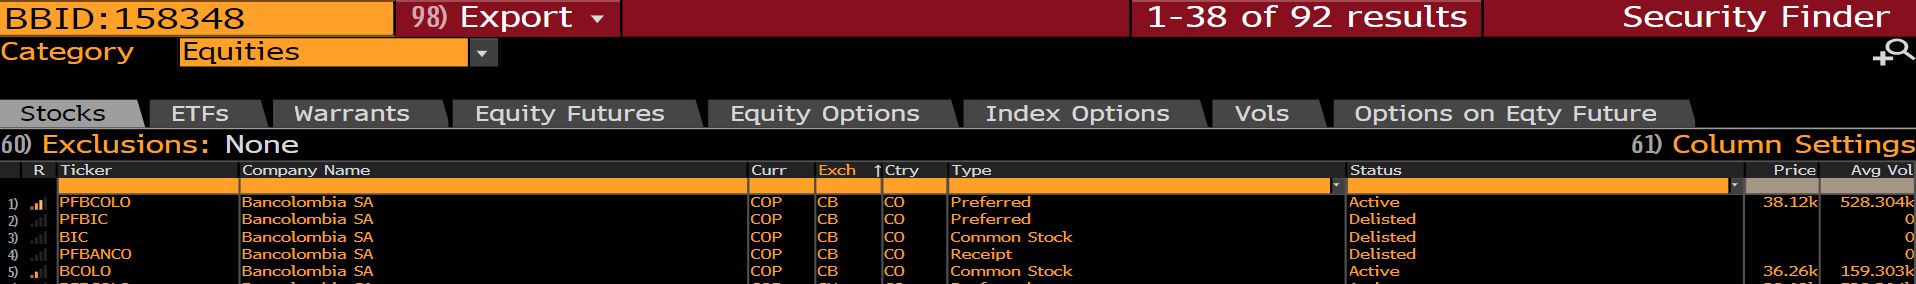 BBID:158348 98) Export 1-38 of 92 results Security Finder
Category Equities
Stocks ETFs Warrants Equity Futures Equity Options Index Options Vols Options on Eqty Future
60) Exclusions: None 61) Column Settings
R Ticker Company Name Curr Exch ↑ Ctry Type Status Price Avg Vol
1) PFBCOLO Bancolombia SA COP CB CO Preferred Active 38.12k 528.304k
2) PFBIC Bancolombia SA COP CB CO Preferred Delisted 0
3) BIC Bancolombia SA COP CB CO Common Stock Delisted 0
4) PFBANCO Bancolombia SA COP CB CO Receipt Delisted 0
5) BCOLO Bancolombia SA COP CB CO Common Stock Active 36.26k 159.303k